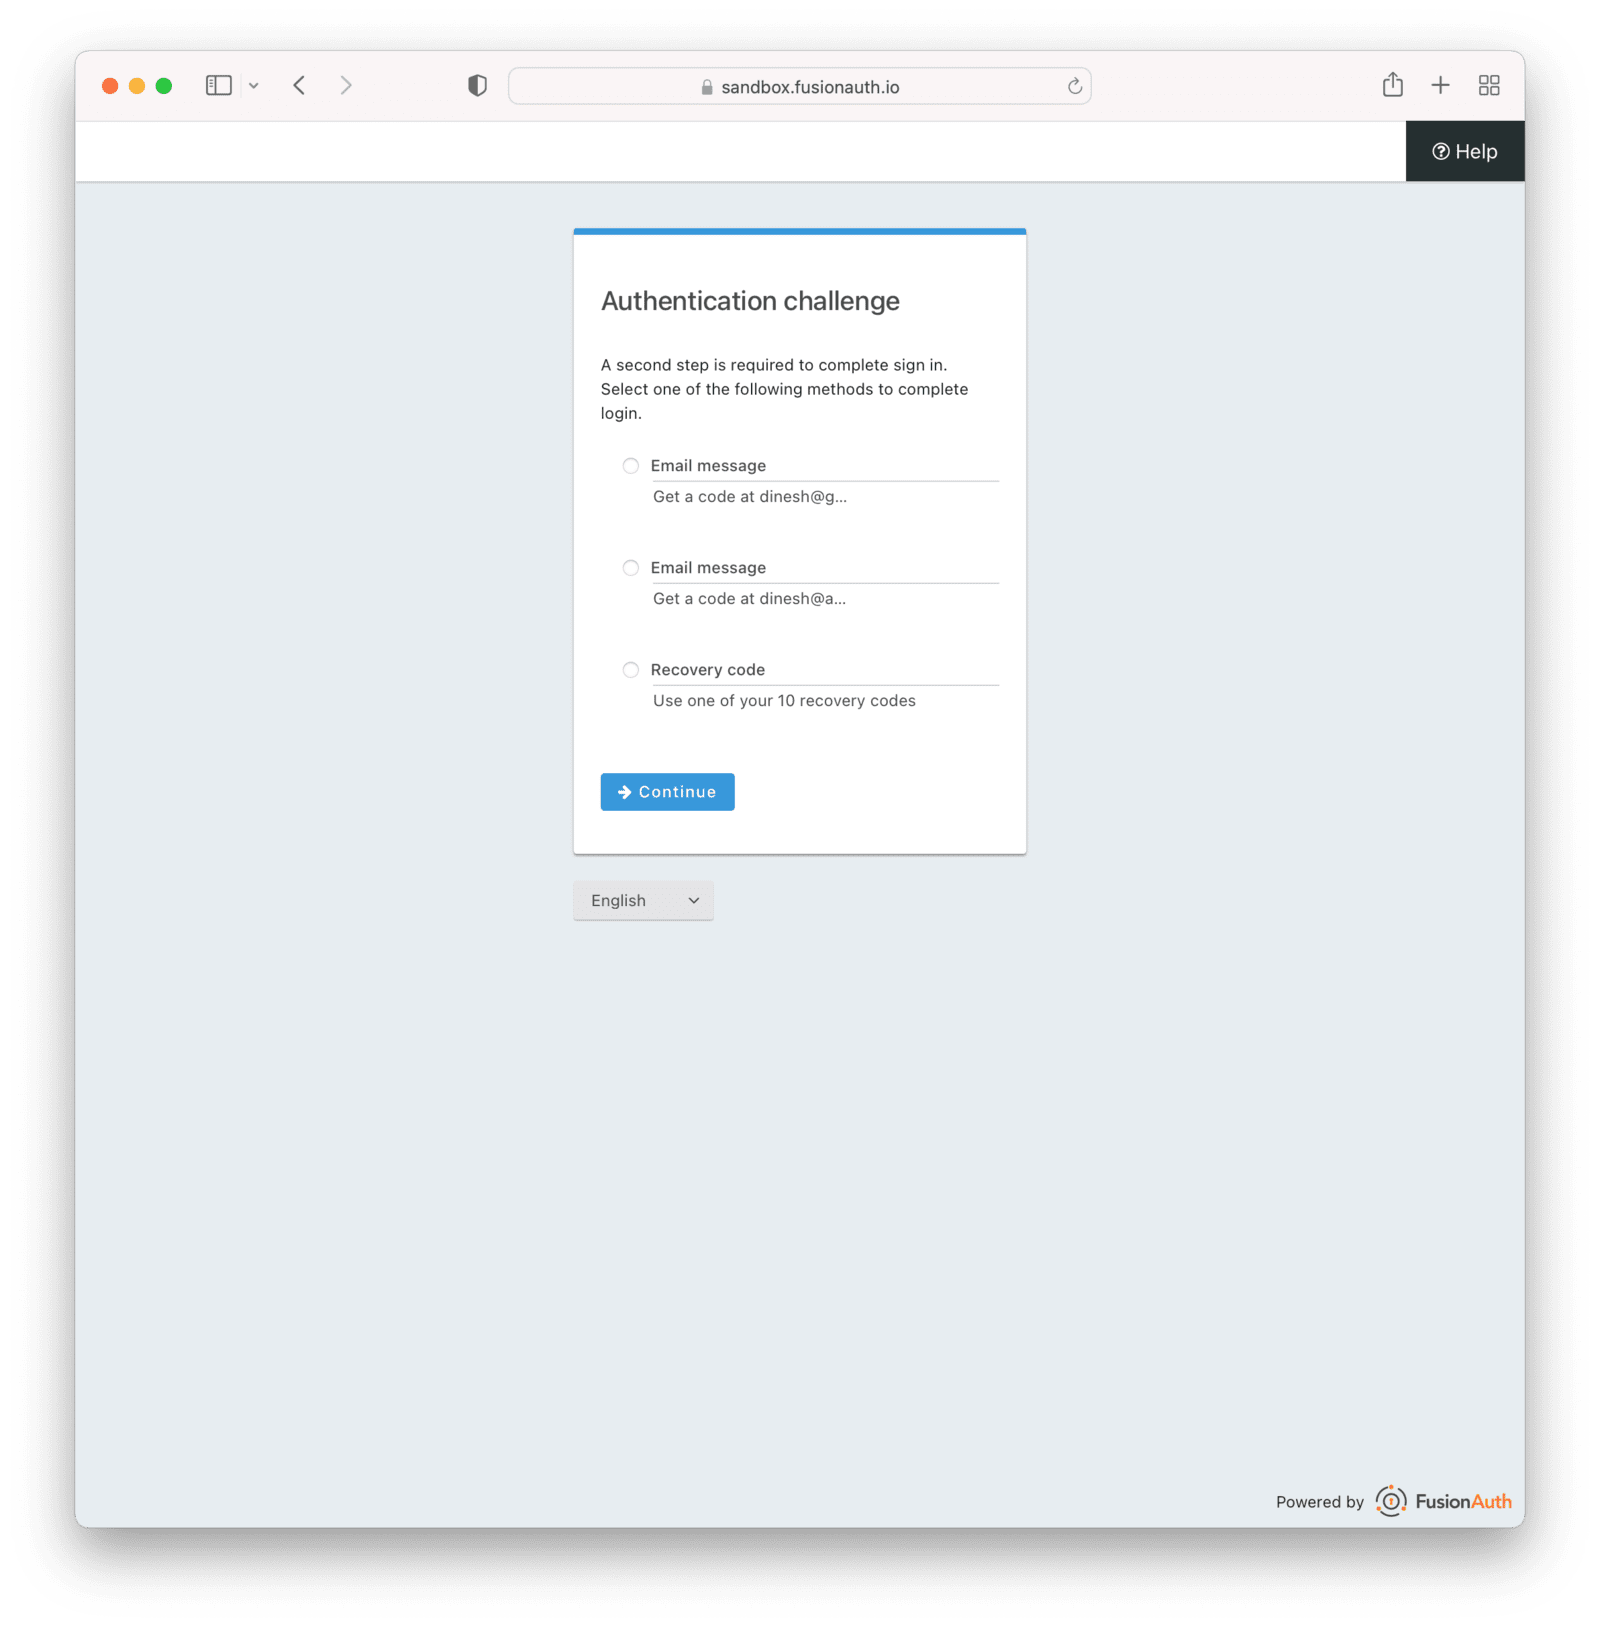 sandbox.fusionauth.io
Help
Authentication challenge
A second step is required to complete sign in.
Select one of the following methods to complete
login.
Email message
Get a code at dinesh@g...
Email message
Get a code at dinesh@a...
Recovery code
Use one of your 10 recovery codes
Continue
English
Powered by FusionAuth